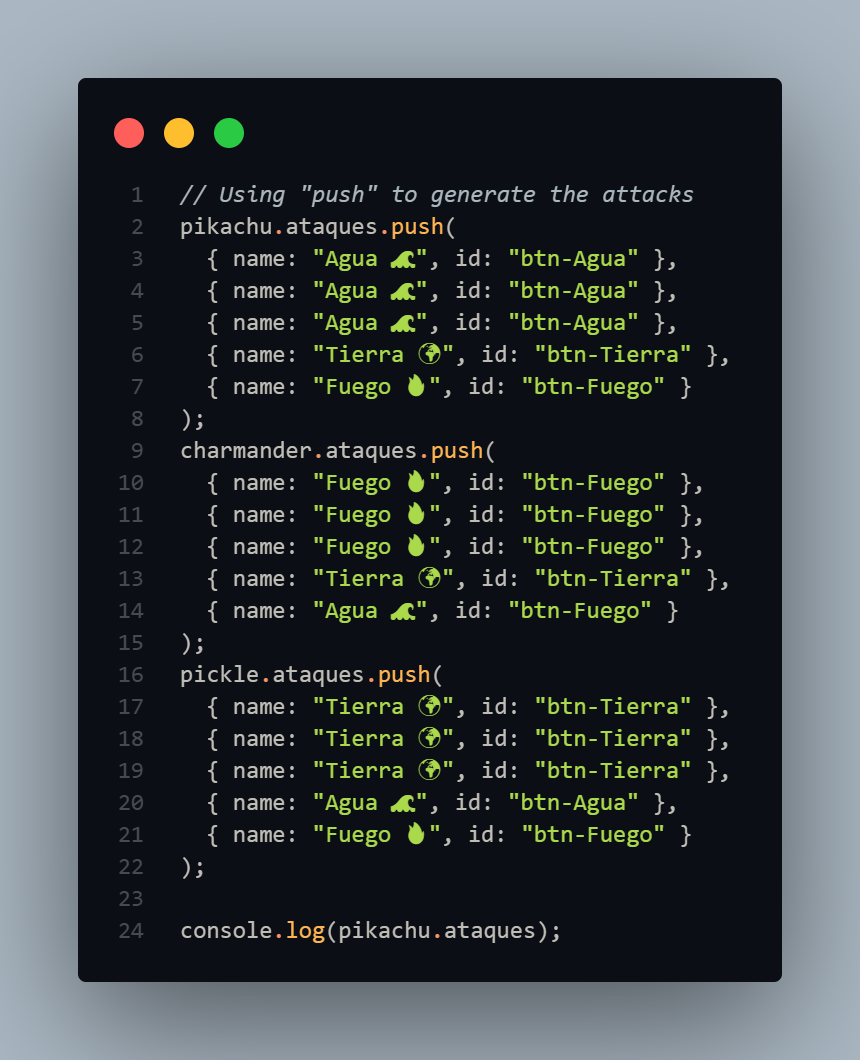 1 // Using "push" to generate the attacks
2 pikachu.ataques.push(
3   { name: "Agua 🌊", id: "btn-Agua" },
4   { name: "Agua 🌊", id: "btn-Agua" },
5   { name: "Agua 🌊", id: "btn-Agua" },
6   { name: "Tierra 🌍", id: "btn-Tierra" },
7   { name: "Fuego 🔥", id: "btn-Fuego" }
8 );
9 charmander.ataques.push(
10   { name: "Fuego 🔥", id: "btn-Fuego" },
11   { name: "Fuego 🔥", id: "btn-Fuego" },
12   { name: "Fuego 🔥", id: "btn-Fuego" },
13   { name: "Tierra 🌍", id: "btn-Tierra" },
14   { name: "Agua 🌊", id: "btn-Fuego" }
15 );
16 pickle.ataques.push(
17   { name: "Tierra 🌍", id: "btn-Tierra" },
18   { name: "Tierra 🌍", id: "btn-Tierra" },
19   { name: "Tierra 🌍", id: "btn-Tierra" },
20   { name: "Agua 🌊", id: "btn-Agua" },
21   { name: "Fuego 🔥", id: "btn-Fuego" }
22 );
23
24 console.log(pikachu.ataques);